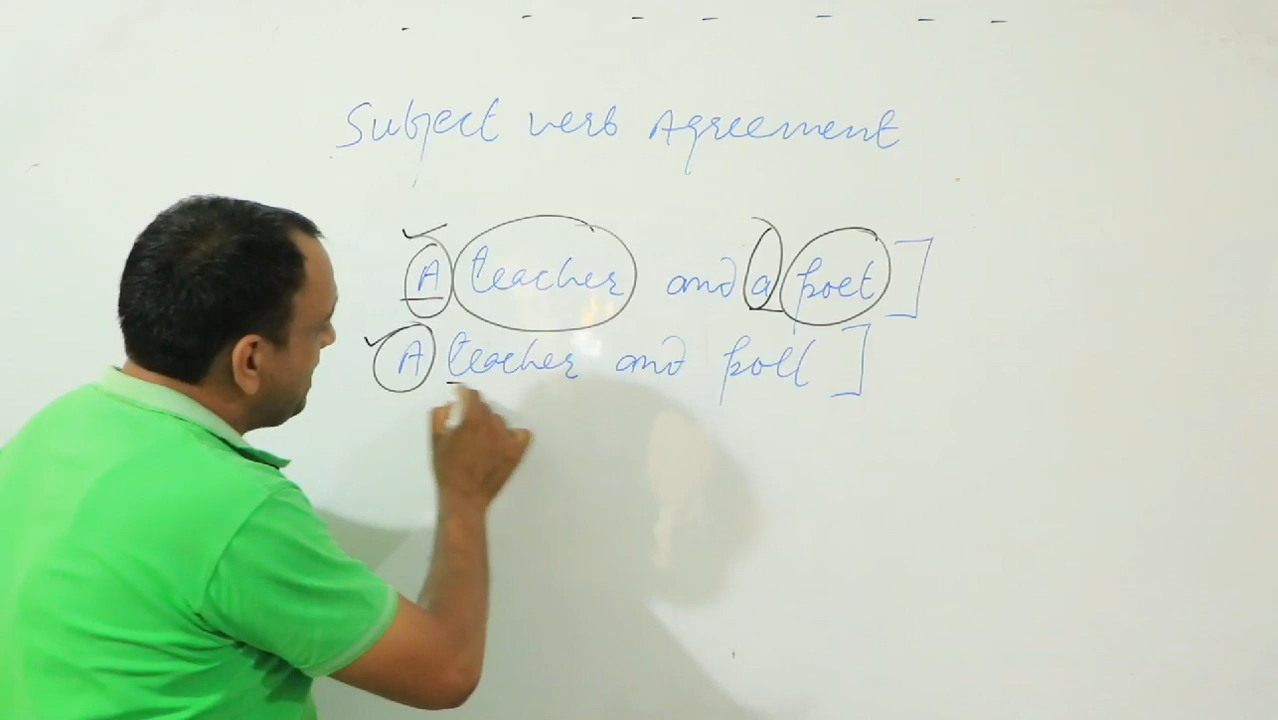 Subject verb Agreement
A teacher and a poet ]
A teacher and poet ]